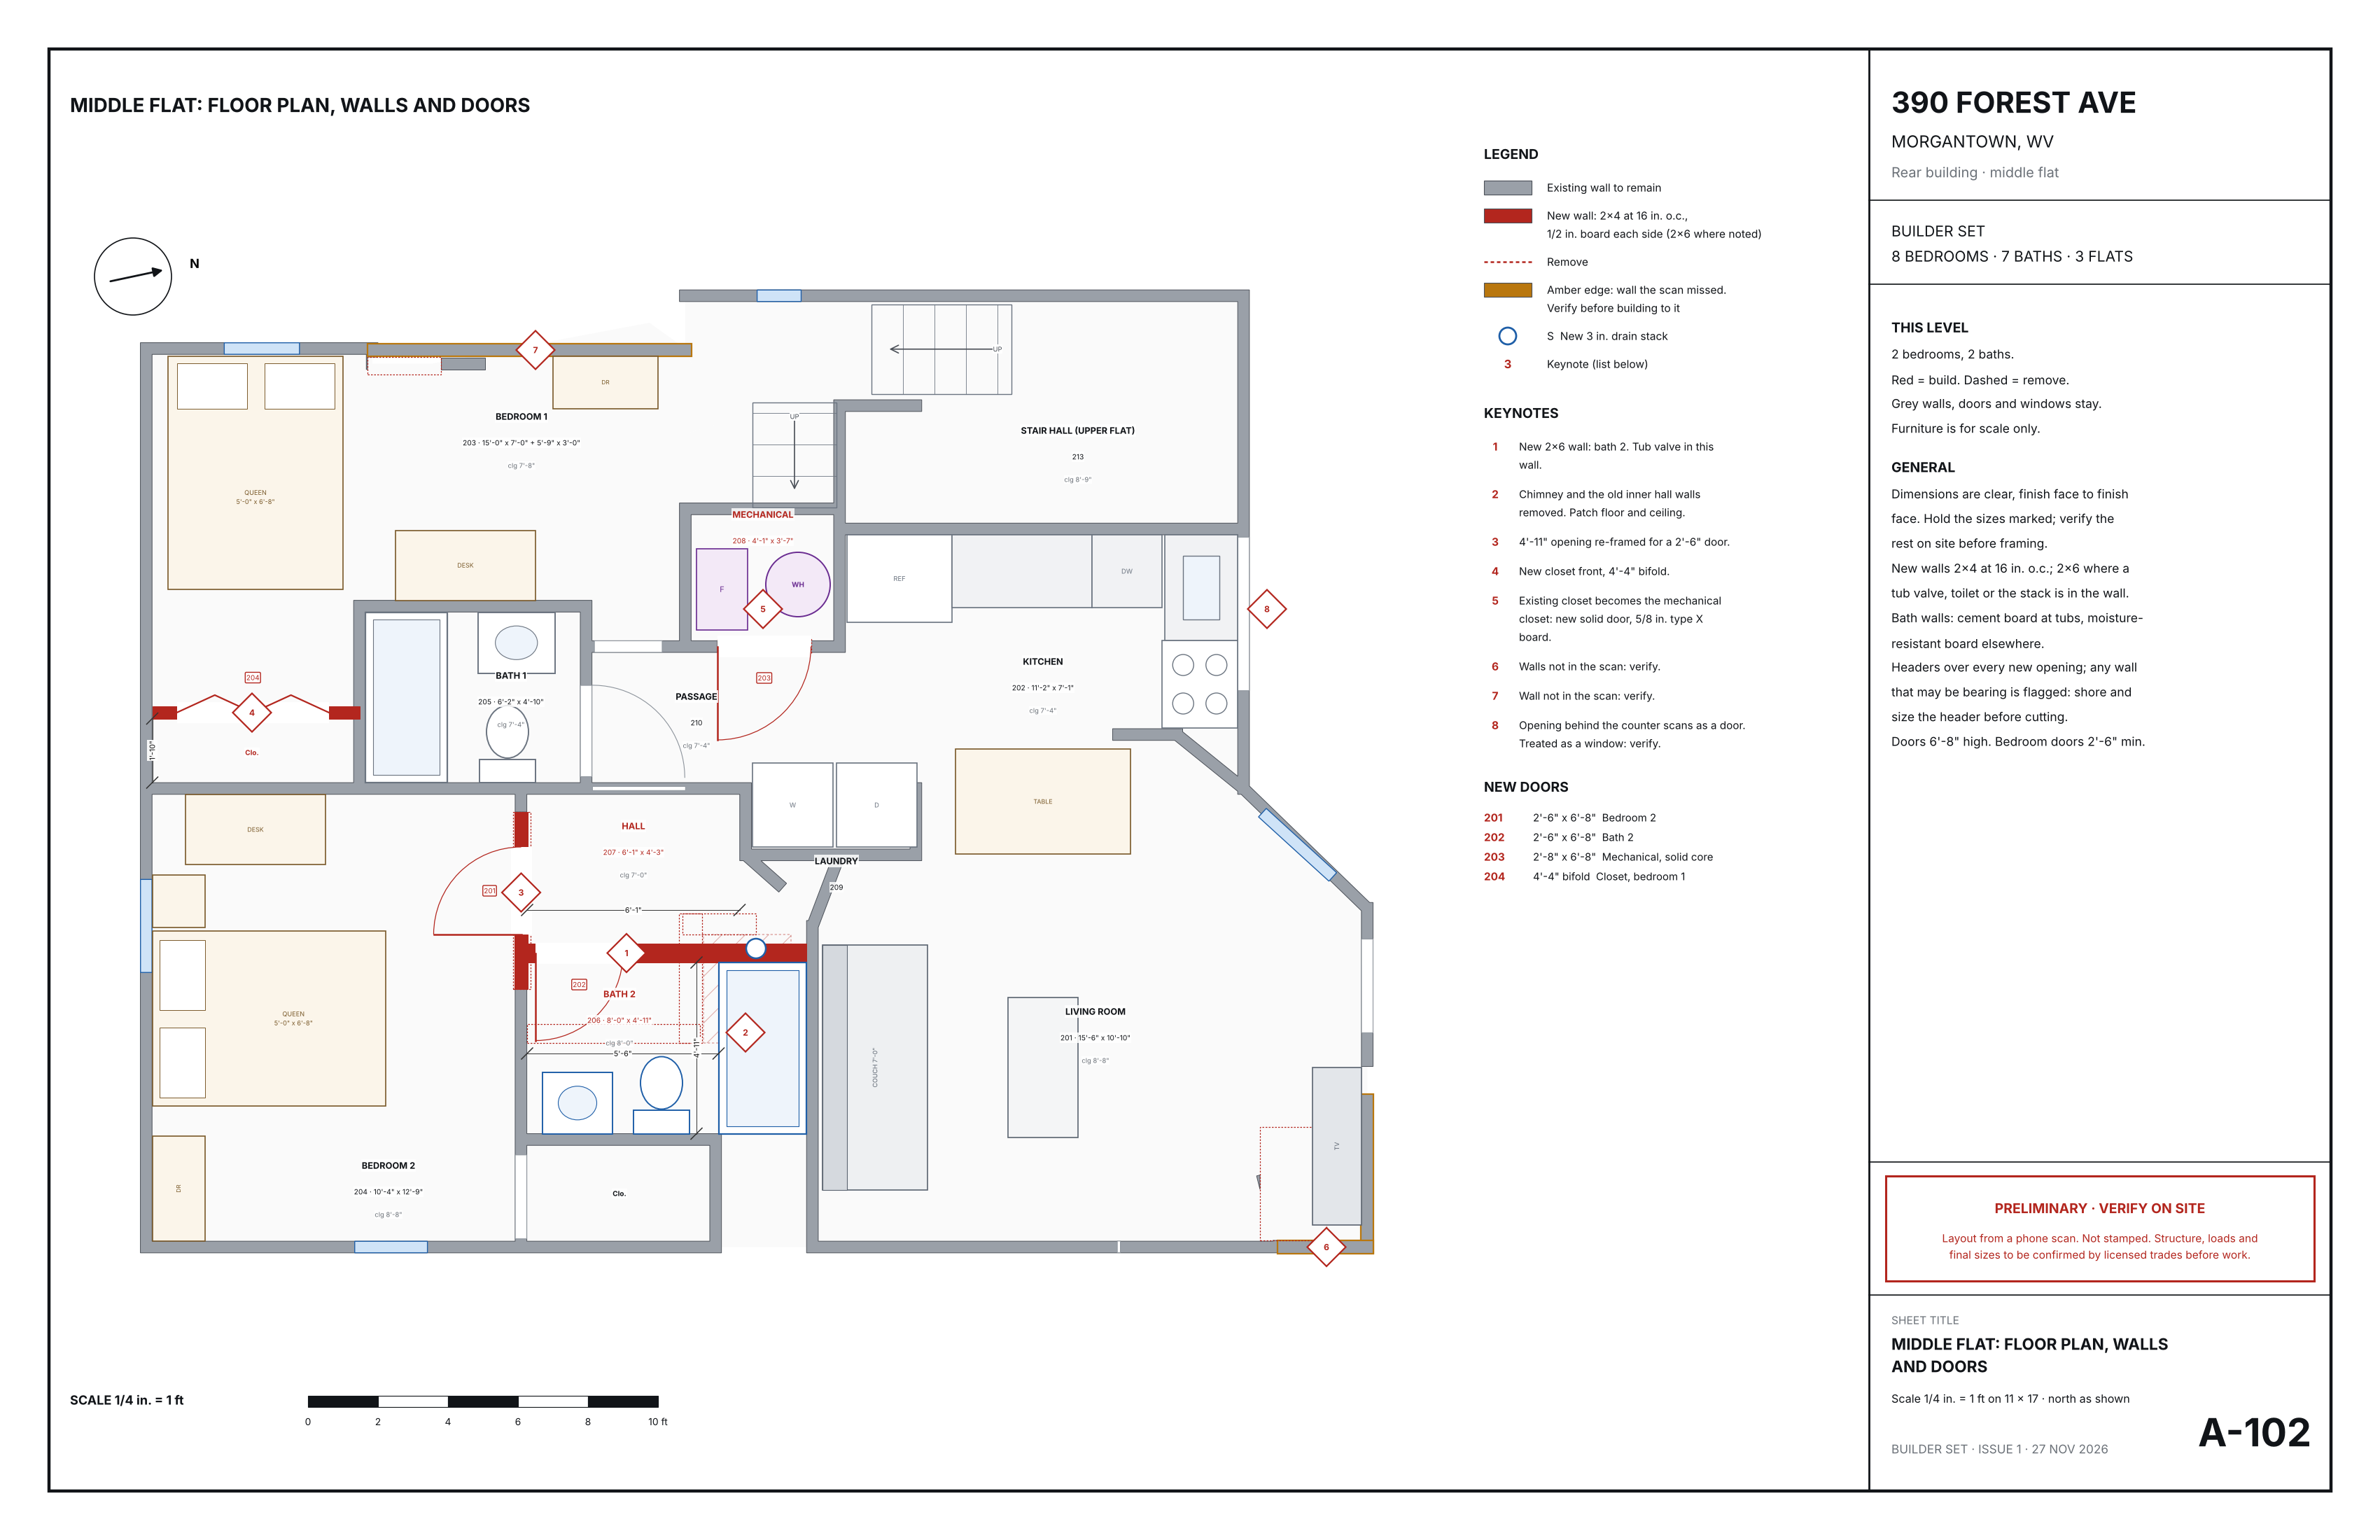 MIDDLE FLAT: FLOOR PLAN, WALLS AND DOORS
N
7
DR
BEDROOM 1
203 · 15'-0" x 7'-0" + 5'-9" x 3'-0"
clg 7'-8"
QUEEN
5'-0" x 6'-8"
DESK
UP
UP
STAIR HALL (UPPER FLAT)
213
clg 8'-9"
MECHANICAL
208 · 4'-1" x 3'-7"
F
WH
5
REF
DW
8
BATH 1
205 · 6'-2" x 4'-10"
clg 7'-4"
204
4
Clo.
1'-10"
PASSAGE
210
clg 7'-4"
203
KITCHEN
202 · 11'-2" x 7'-1"
clg 7'-4"
W
D
TABLE
DESK
HALL
207 · 6'-1" x 4'-3"
clg 7'-0"
LAUNDRY
209
201
3
6'-1"
1
202
BATH 2
206 · 8'-0" x 4'-11"
clg 8'-0"
5'-6"
4'-11"
2
QUEEN
5'-0" x 6'-8"
LIVING ROOM
201 · 15'-6" x 10'-10"
clg 8'-8"
COUCH 7'-0"
TV
DR
BEDROOM 2
204 · 10'-4" x 12'-9"
clg 8'-8"
Clo.
6
SCALE 1/4 in. = 1 ft
0 2 4 6 8 10 ft
LEGEND
Existing wall to remain
New wall: 2×4 at 16 in. o.c.,
1/2 in. board each side (2×6 where noted)
Remove
Amber edge: wall the scan missed.
Verify before building to it
S New 3 in. drain stack
3 Keynote (list below)
KEYNOTES
1 New 2×6 wall: bath 2. Tub valve in this
wall.
2 Chimney and the old inner hall walls
removed. Patch floor and ceiling.
3 4'-11" opening re-framed for a 2'-6" door.
4 New closet front, 4'-4" bifold.
5 Existing closet becomes the mechanical
closet: new solid door, 5/8 in. type X
board.
6 Walls not in the scan: verify.
7 Wall not in the scan: verify.
8 Opening behind the counter scans as a door.
Treated as a window: verify.
NEW DOORS
201 2'-6" x 6'-8" Bedroom 2
202 2'-6" x 6'-8" Bath 2
203 2'-8" x 6'-8" Mechanical, solid core
204 4'-4" bifold Closet, bedroom 1
390 FOREST AVE
MORGANTOWN, WV
Rear building · middle flat
BUILDER SET
8 BEDROOMS · 7 BATHS · 3 FLATS
THIS LEVEL
2 bedrooms, 2 baths.
Red = build. Dashed = remove.
Grey walls, doors and windows stay.
Furniture is for scale only.
GENERAL
Dimensions are clear, finish face to finish
face. Hold the sizes marked; verify the
rest on site before framing.
New walls 2×4 at 16 in. o.c.; 2×6 where a
tub valve, toilet or the stack is in the wall.
Bath walls: cement board at tubs, moisture-
resistant board elsewhere.
Headers over every new opening; any wall
that may be bearing is flagged: shore and
size the header before cutting.
Doors 6'-8" high. Bedroom doors 2'-6" min.
PRELIMINARY · VERIFY ON SITE
Layout from a phone scan. Not stamped. Structure, loads and
final sizes to be confirmed by licensed trades before work.
SHEET TITLE
MIDDLE FLAT: FLOOR PLAN, WALLS
AND DOORS
Scale 1/4 in. = 1 ft on 11 × 17 · north as shown
BUILDER SET · ISSUE 1 · 27 NOV 2026
A-102